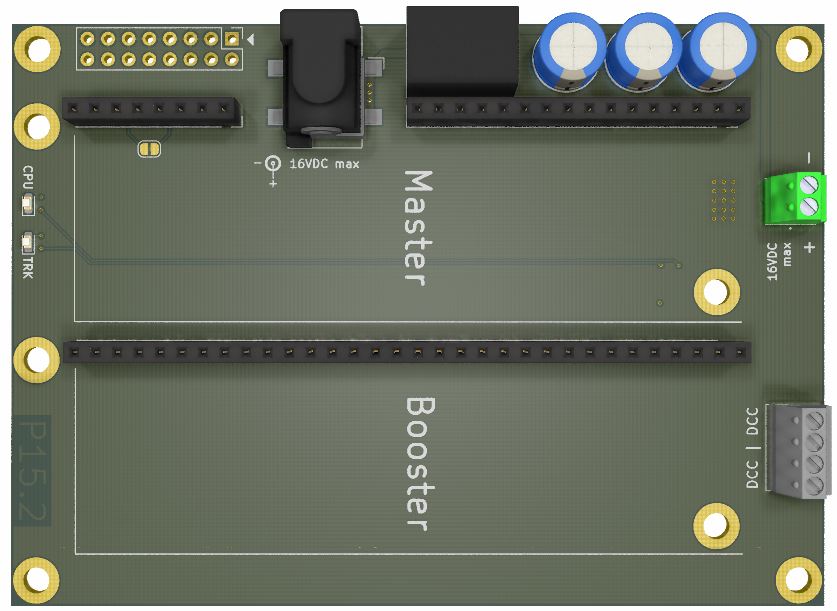 - 16VDC max
+
CPU
TRK
Master
-
+
16VDC
max
Booster
DCC | DCC
P15.2